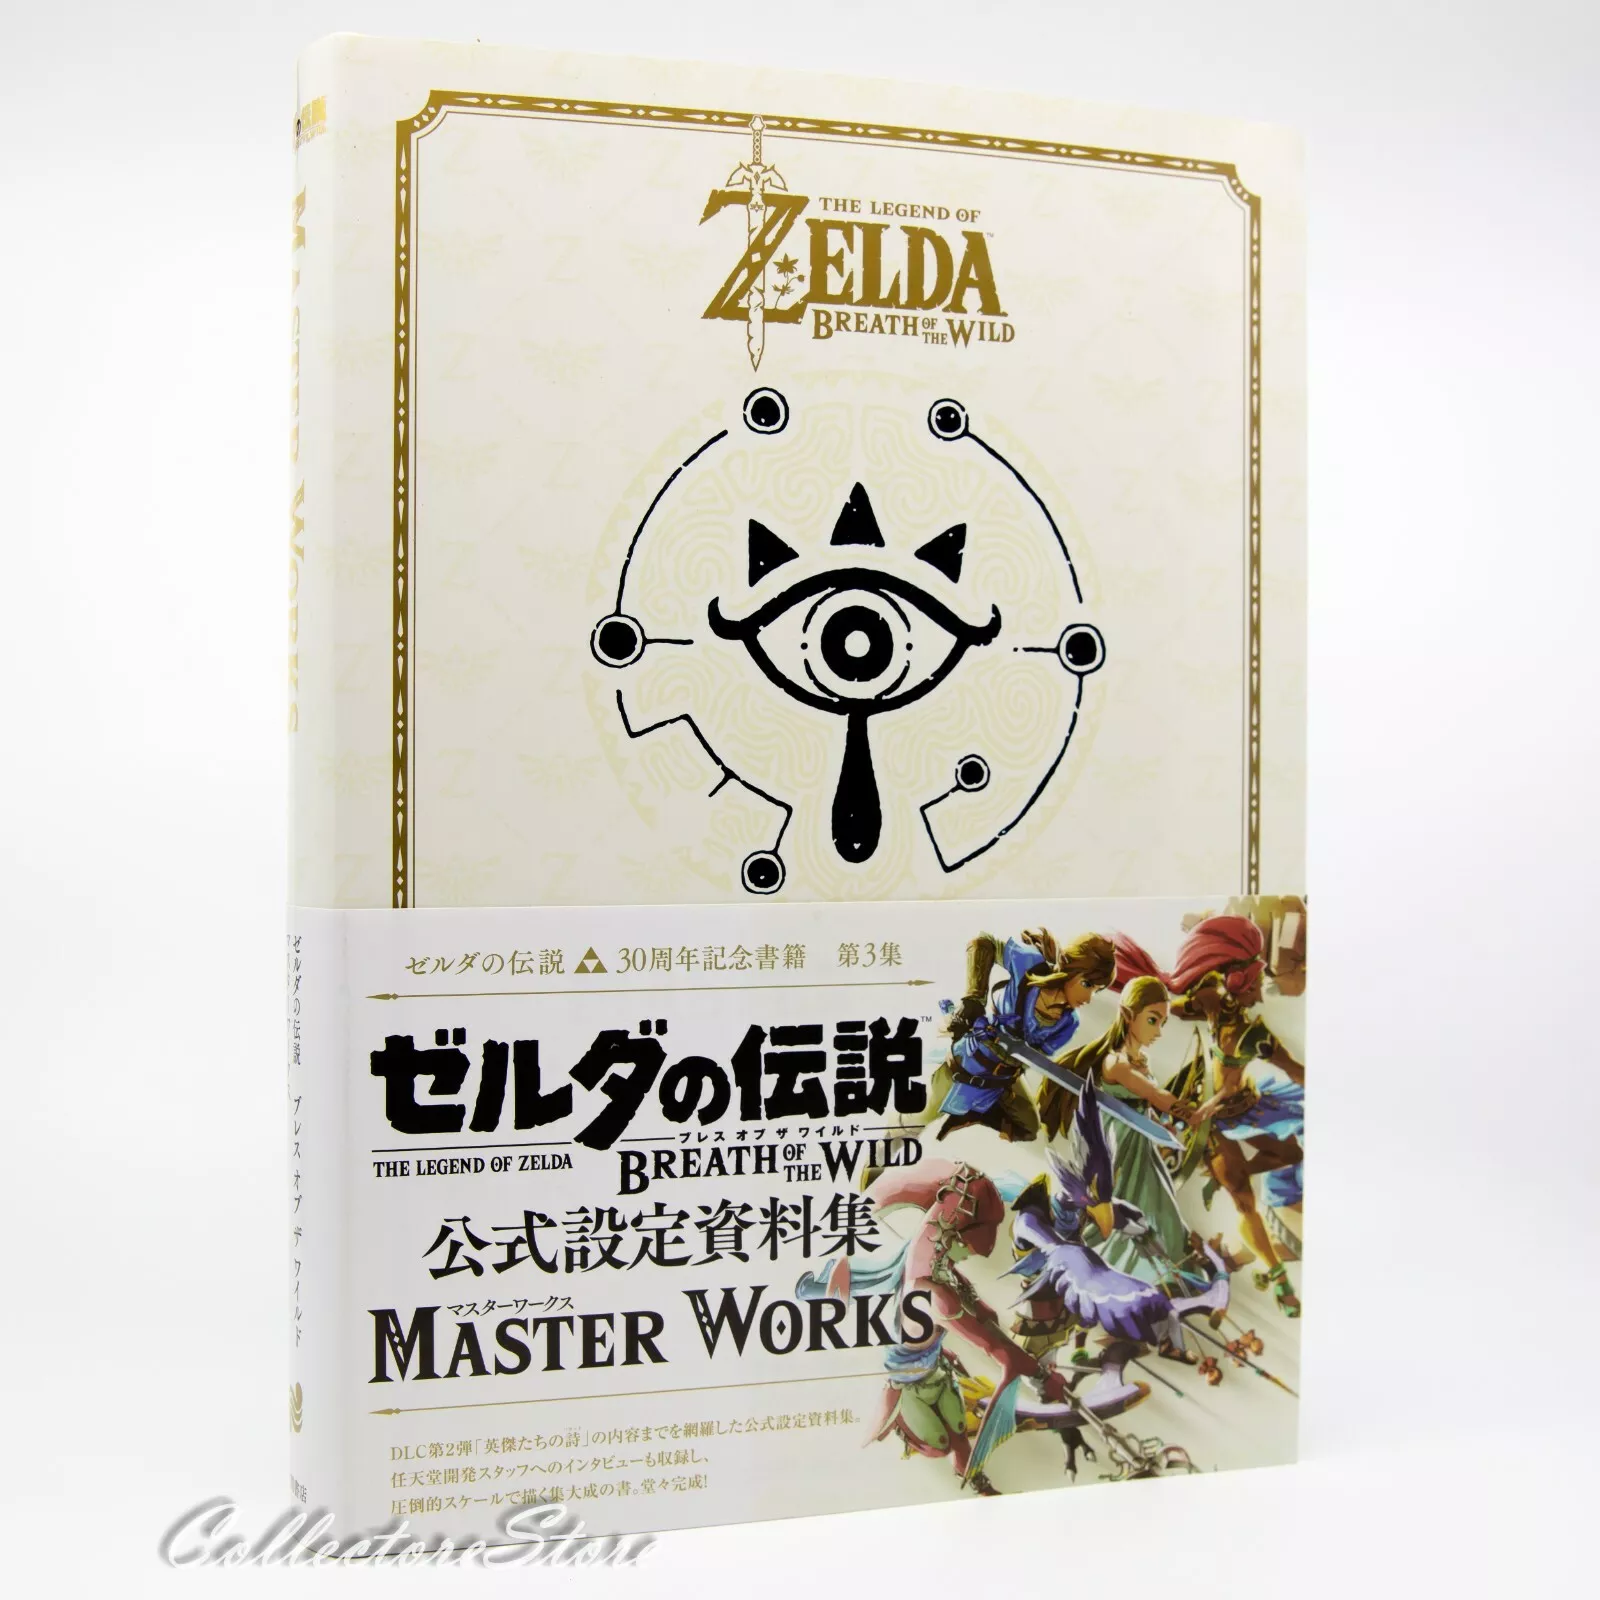 THE LEGEND OF
ZELDA™
BREATH OF THE WILD
MASTER WORKS
ゼルダの伝説 30周年記念書籍 第3集
ゼルダの伝説™
ブレス オブ ザ ワイルド
THE LEGEND OF ZELDA BREATH OF THE WILD
公式設定資料集
マスターワークス
MASTER WORKS
DLC第2弾「英傑たちの詩」の内容までを網羅した公式設定資料集。
任天堂開発スタッフへのインタビューも収録し、
圧倒的スケールで描く集大成の書。堂々完成!
ゼルダの伝説 ブレス オブ ザ ワイルド
CollectoreStore